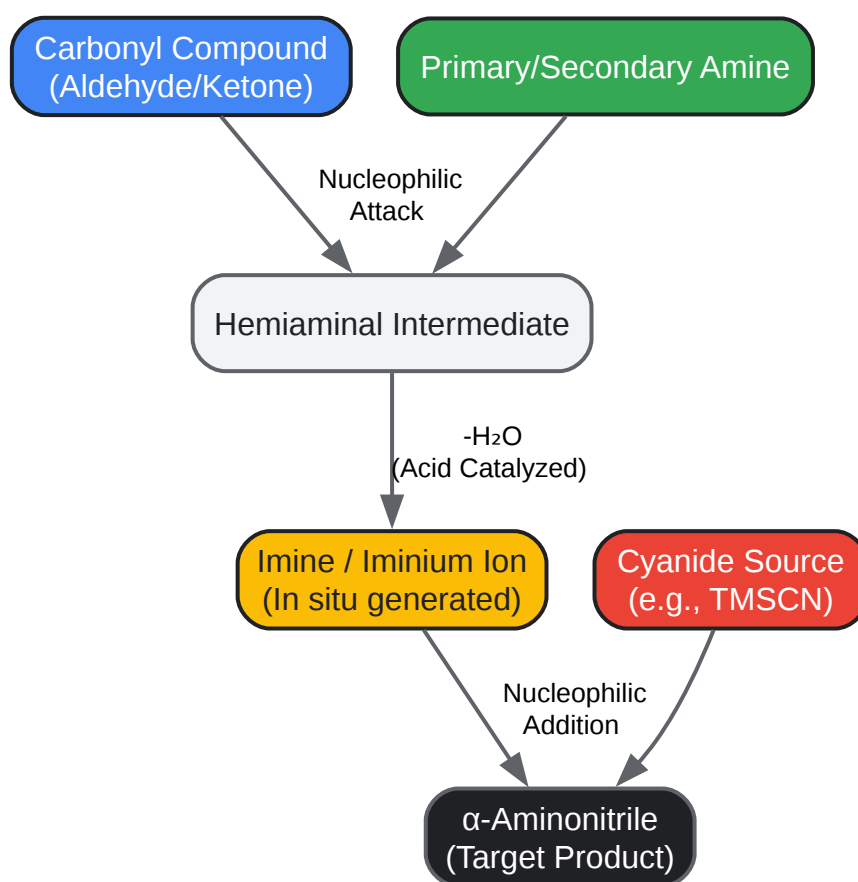 Carbonyl Compound
(Aldehyde/Ketone)
Primary/Secondary Amine
Nucleophilic
Attack
Hemiaminal Intermediate
-H₂O
(Acid Catalyzed)
Imine / Iminium Ion
(In situ generated)
Cyanide Source
(e.g., TMSCN)
Nucleophilic
Addition
α-Aminonitrile
(Target Product)